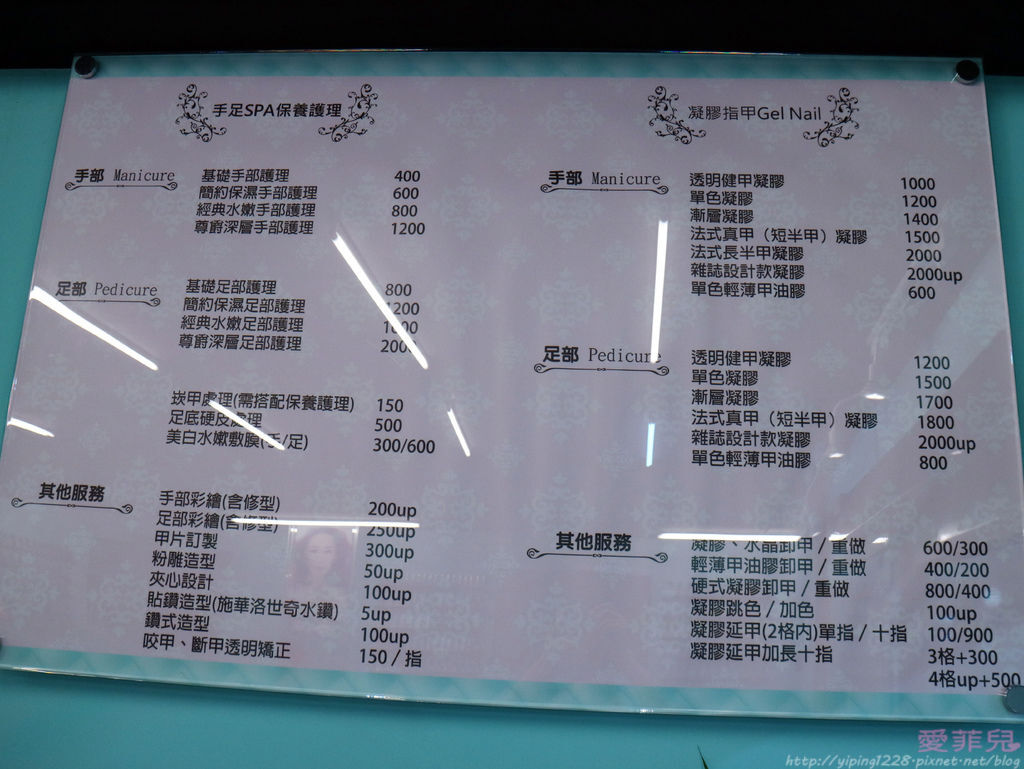 手足SPA保養護理
手部 Manicure
基礎手部護理 400
簡約保濕手部護理 600
經典水嫩手部護理 800
尊爵深層手部護理 1200
足部 Pedicure
基礎足部護理 800
簡約保濕足部護理 1200
經典水嫩足部護理
尊爵深層足部護理 2000
崁甲處理(需搭配保養護理) 150
足底硬皮處理 500
美白水嫩敷膜(手/足) 300/600
其他服務
手部彩繪(含修型) 200up
足部彩繪(含修型) 250up
甲片訂製 300up
粉雕造型 50up
夾心設計 100up
貼鑽造型(施華洛世奇水鑽) 5up
鑽式造型 100up
咬甲、斷甲透明矯正 150 / 指
凝膠指甲Gel Nail
手部 Manicure
透明健甲凝膠 1000
單色凝膠 1200
漸層凝膠 1400
法式真甲（短半甲）凝膠 1500
法式長半甲凝膠 2000
雜誌設計款凝膠 2000up
單色輕薄甲油膠 600
足部 Pedicure
透明健甲凝膠 1200
單色凝膠 1500
漸層凝膠 1700
法式真甲（短半甲）凝膠 1800
雜誌設計款凝膠 2000up
單色輕薄甲油膠 800
其他服務
凝膠、水晶卸甲 / 重做 600/300
輕薄甲油膠卸甲 / 重做 400/200
硬式凝膠卸甲 / 重做 800/400
凝膠跳色 / 加色 100up
凝膠延甲(2格內)單指 / 十指 100/900
凝膠延甲加長十指 3格+300
4格up+500
愛菲兒
http://yiping1228.pixnet.net/blog